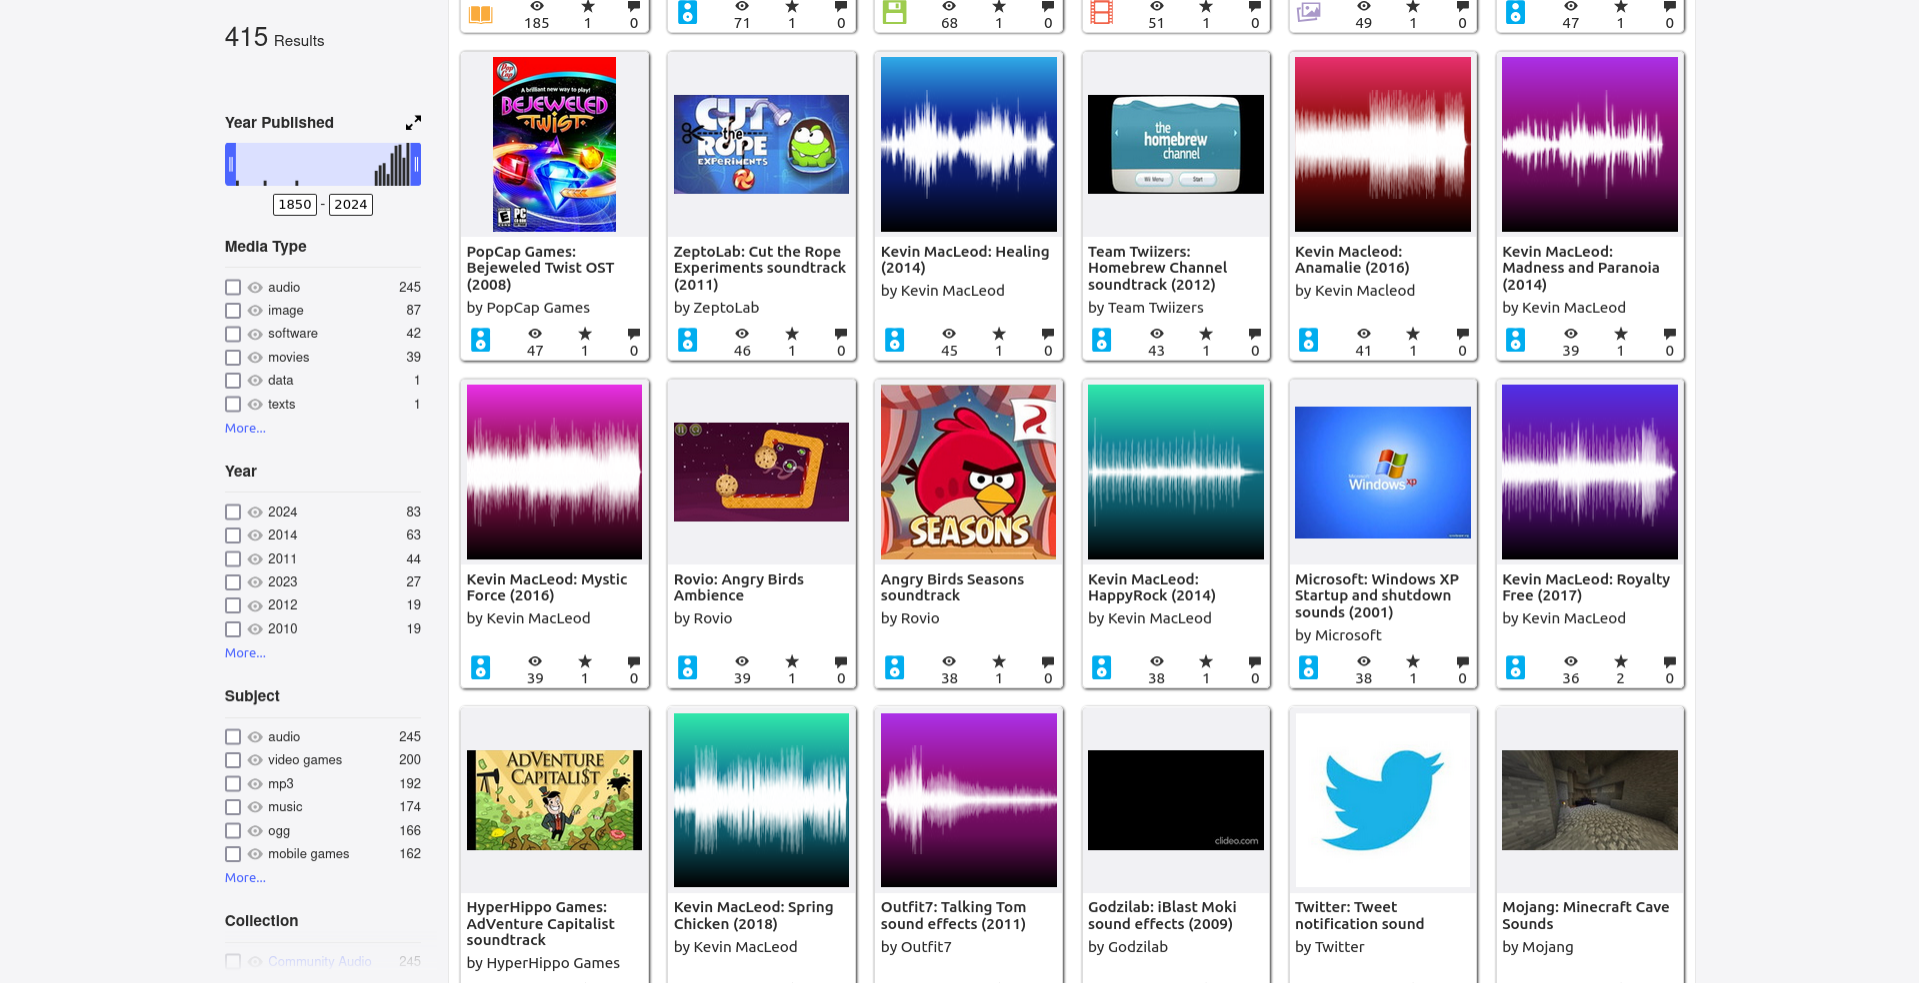 415 Results
Year Published
1850 - 2024
Media Type
audio 245
image 87
software 42
movies 39
data 1
texts 1
More...
Year
2024 83
2014 63
2011 44
2023 27
2012 19
2010 19
More...
Subject
audio 245
video games 200
mp3 192
music 174
ogg 166
mobile games 162
More...
Collection
Community Audio 245
185 1 0
71 1 0
68 1 0
51 1 0
49 1 0
47 1 0
A brilliant new way to play!
BEJEWELED
TWIST
PC
PopCap Games:
Bejeweled Twist OST
(2008)
by PopCap Games
47 1 0
CUT
the
ROPE
EXPERIMENTS
ZeptoLab: Cut the Rope
Experiments soundtrack
(2011)
by ZeptoLab
46 1 0
Kevin MacLeod: Healing
(2014)
by Kevin MacLeod
45 1 0
the
homebrew
channel
Wii Menu
Start
Team Twiizers:
Homebrew Channel
soundtrack (2012)
by Team Twiizers
43 1 0
Kevin Macleod:
Anamalie (2016)
by Kevin Macleod
41 1 0
Kevin MacLeod:
Madness and Paranoia
(2014)
by Kevin MacLeod
39 1 0
Kevin MacLeod: Mystic
Force (2016)
by Kevin MacLeod
39 1 0
Rovio: Angry Birds
Ambience
by Rovio
39 1 0
SEASONS
Angry Birds Seasons
soundtrack
by Rovio
38 1 0
Kevin MacLeod:
HappyRock (2014)
by Kevin MacLeod
38 1 0
Microsoft
Windows xp
Microsoft: Windows XP
Startup and shutdown
sounds (2001)
by Microsoft
38 1 0
Kevin MacLeod: Royalty
Free (2017)
by Kevin MacLeod
36 2 0
ADVENTURE
CAPITALI$T
HyperHippo Games:
AdVenture Capitalist
soundtrack
by HyperHippo Games
Kevin MacLeod: Spring
Chicken (2018)
by Kevin MacLeod
Outfit7: Talking Tom
sound effects (2011)
by Outfit7
clideo.com
Godzilab: iBlast Moki
sound effects (2009)
by Godzilab
Twitter: Tweet
notification sound
by Twitter
Mojang: Minecraft Cave
Sounds
by Mojang